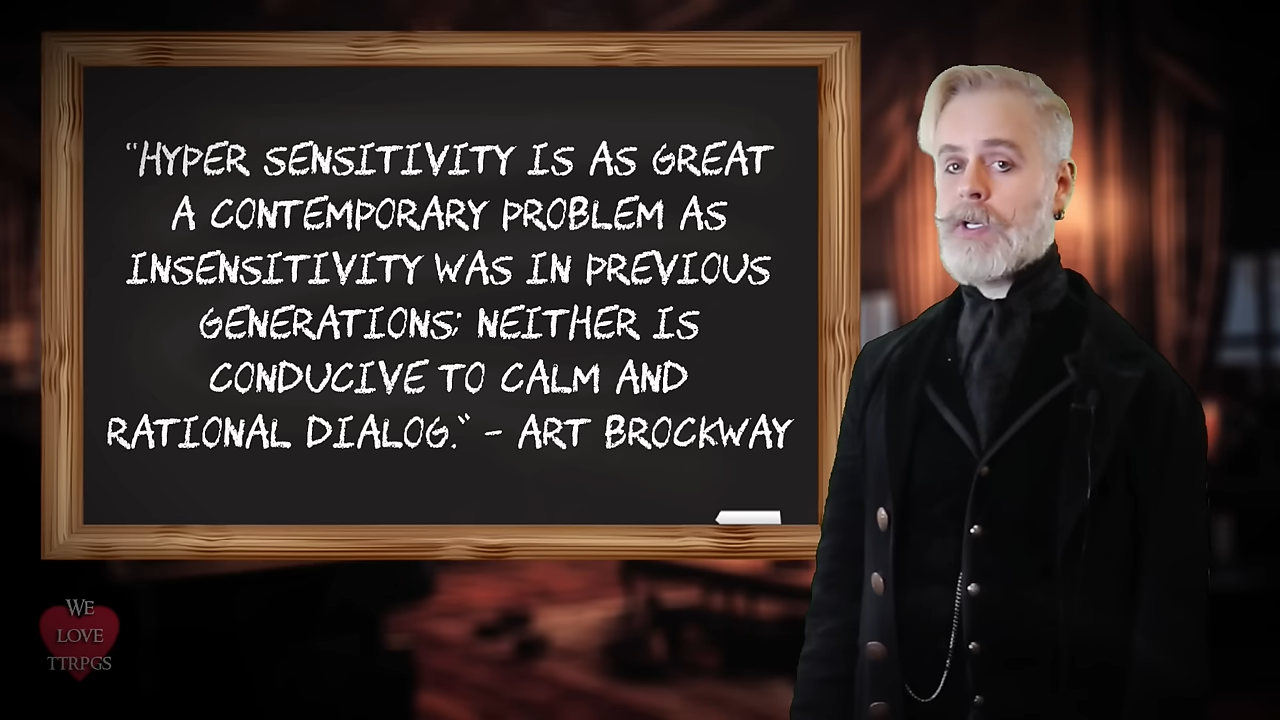 "HYPER SENSITIVITY IS AS GREAT
A CONTEMPORARY PROBLEM AS
INSENSITIVITY WAS IN PREVIOUS
GENERATIONS; NEITHER IS
CONDUCIVE TO CALM AND
RATIONAL DIALOG." - ART BROCKWAY
WE
LOVE
TTRPGS